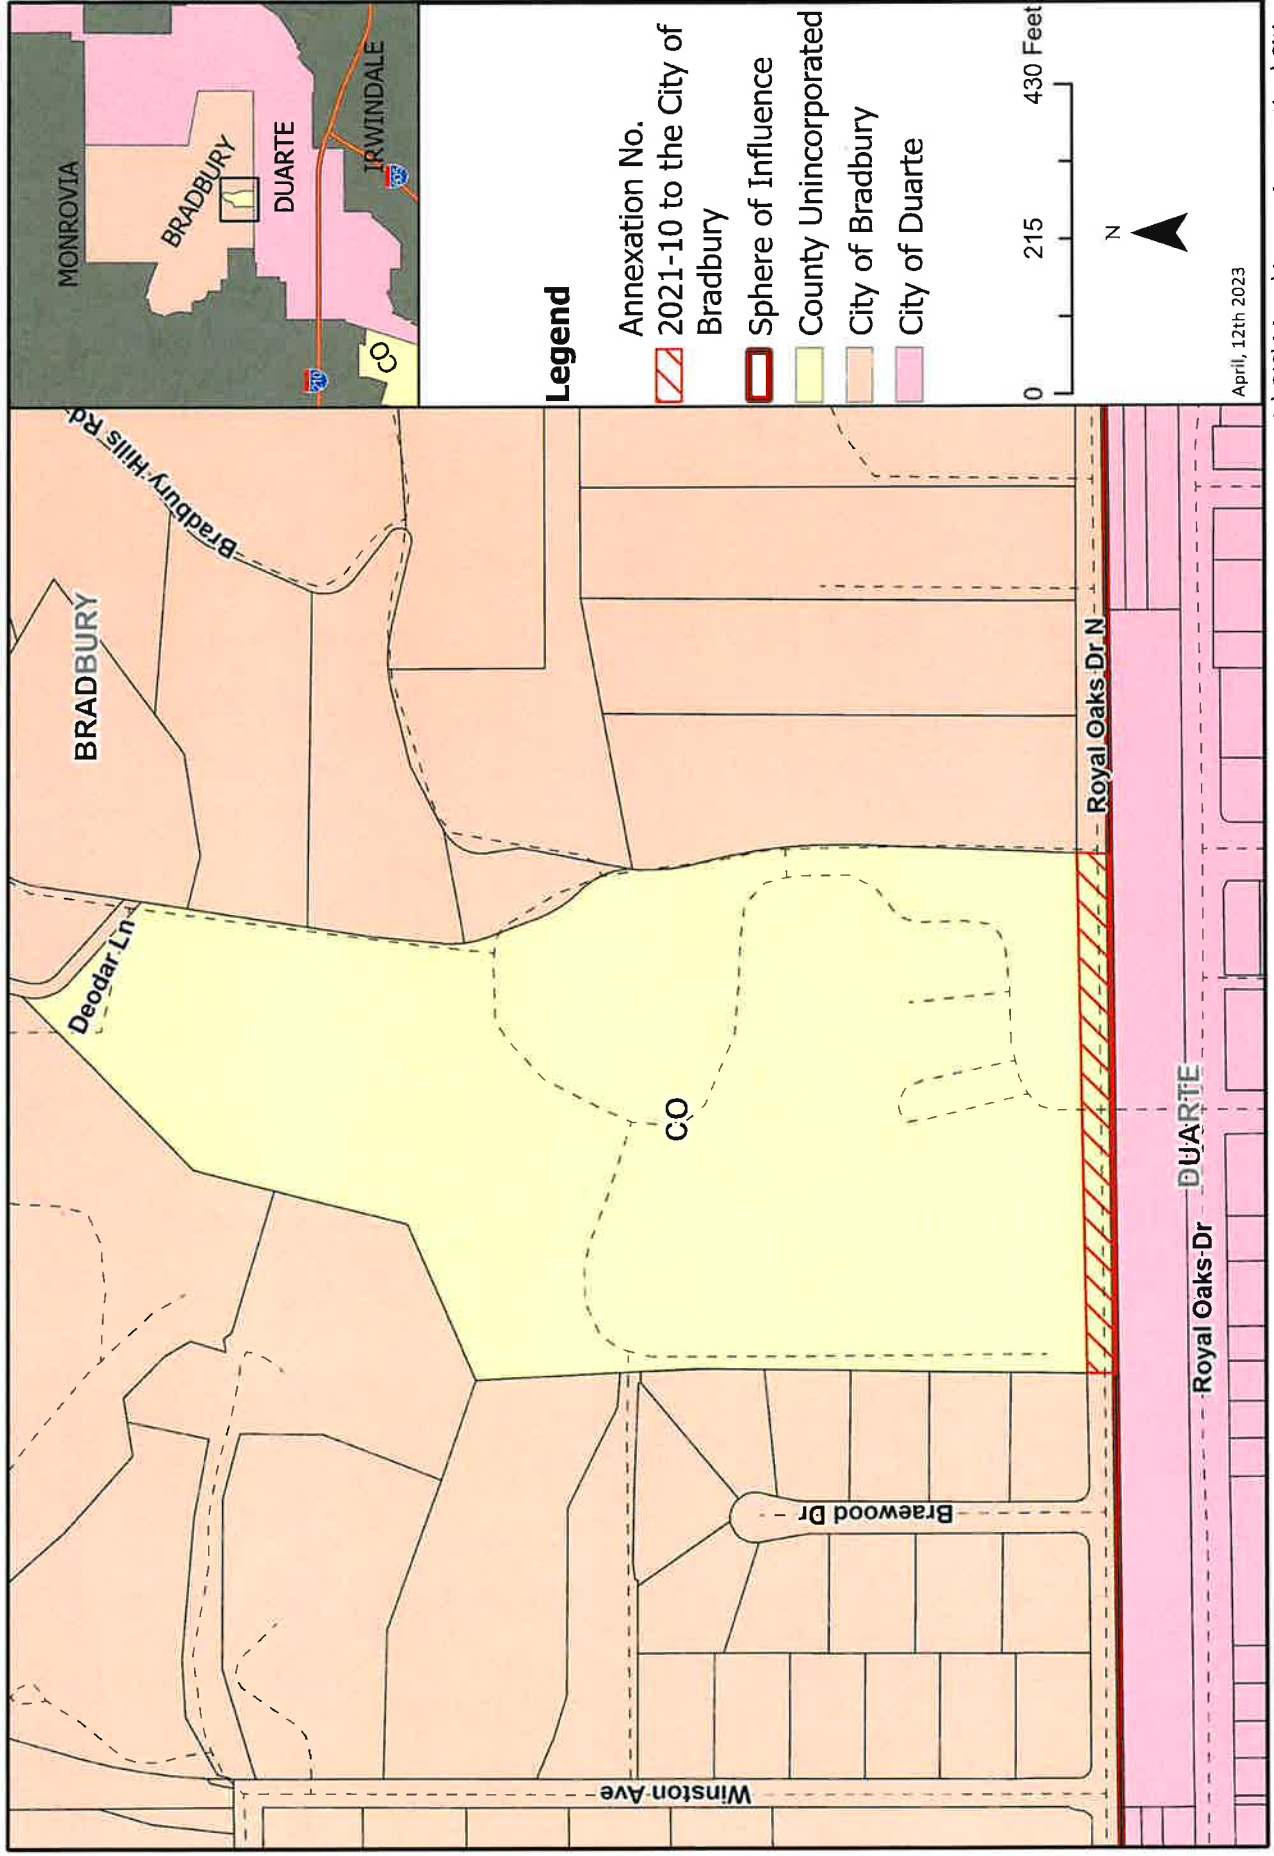 BRADBURY
Bradbury Hills Rd
Deodar Ln
CO
Winston Ave
Braewood Dr
Royal Oaks Dr N
DUARTE
Royal Oaks Dr
MONROVIA
BRADBURY
DUARTE
IRWINDALE
CO
210
605
Legend
Annexation No.
2021-10 to the City of
Bradbury
Sphere of Influence
County Unincorporated
City of Bradbury
City of Duarte
0 215 430 Feet
N
April, 12th 2023